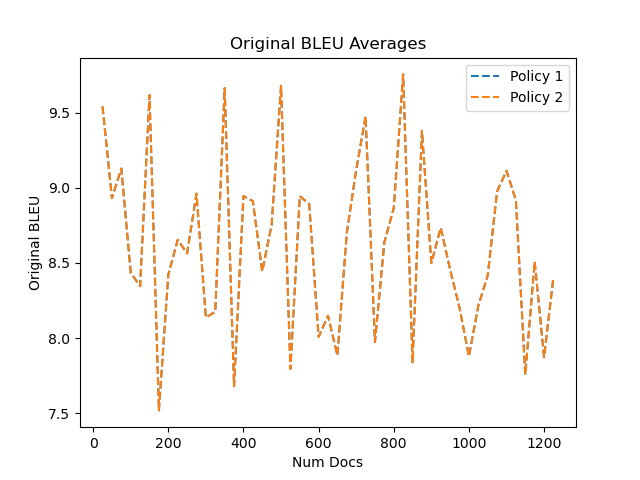 Original BLEU Averages
Policy 1
Policy 2
9.5
9.0
8.5
8.0
7.5
Original BLEU
0 200 400 600 800 1000 1200
Num Docs